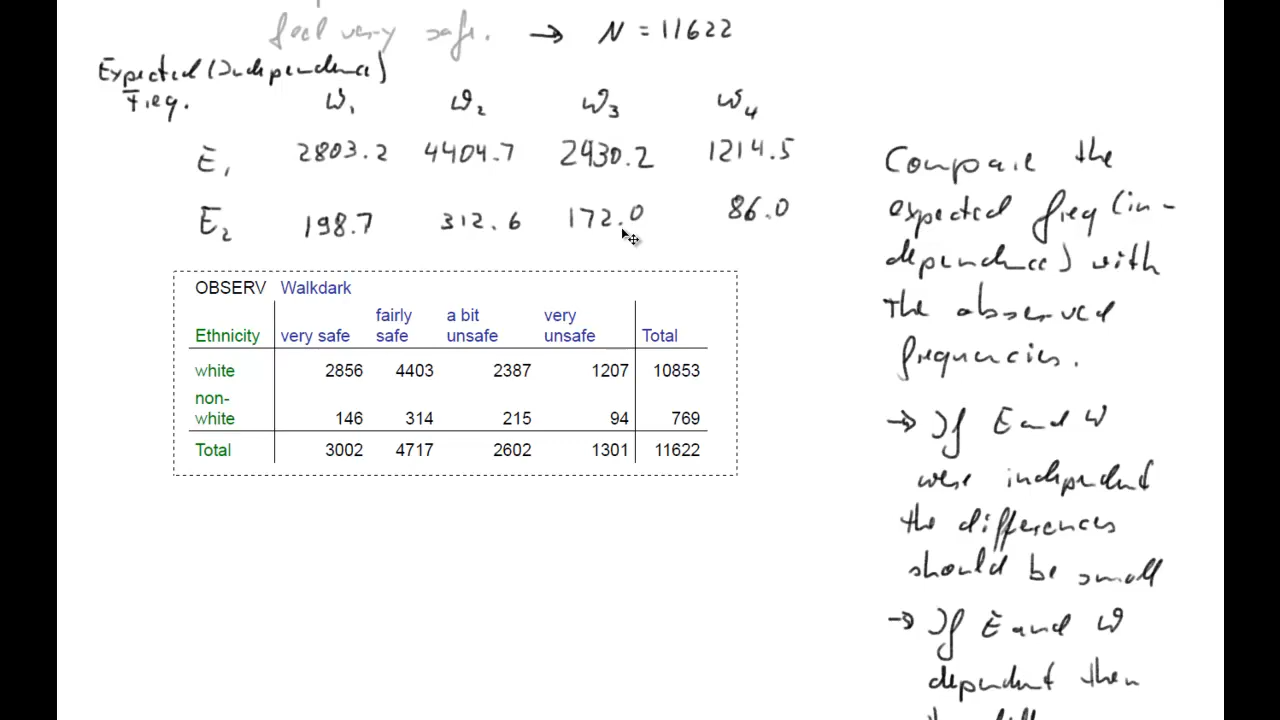 feel very safe. → N = 11622
Expected (Independence)
Freq.
W1 W2 W3 W4
E1 2803.2 4404.7 2430.2 1214.5
E2 198.7 312.6 172.0 86.0
OBSERV Walkdark
Ethnicity very safe fairly safe a bit unsafe very unsafe Total
white 2856 4403 2387 1207 10853
non-white 146 314 215 94 769
Total 3002 4717 2602 1301 11622
Compare the
expected freq (in-
dependence) with
the observed
frequencies.
→ If E and W
were independent
the differences
should be small
→ If E and W
dependent then